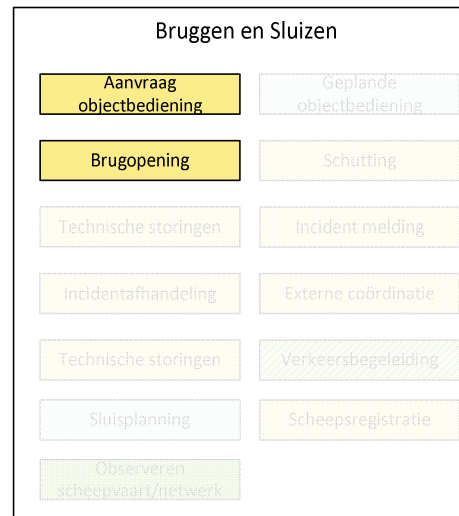 Bruggen en Sluizen
Aanvraag
objectbediening
Geplande
objectbediening
Brugopening
Schutting
Technische storingen
Incident melding
Incidentafhandeling
Externe coördinatie
Technische storingen
Verkeersbegeleiding
Sluisplanning
Scheepsregistratie
Observeren
scheepvaart/netwerk